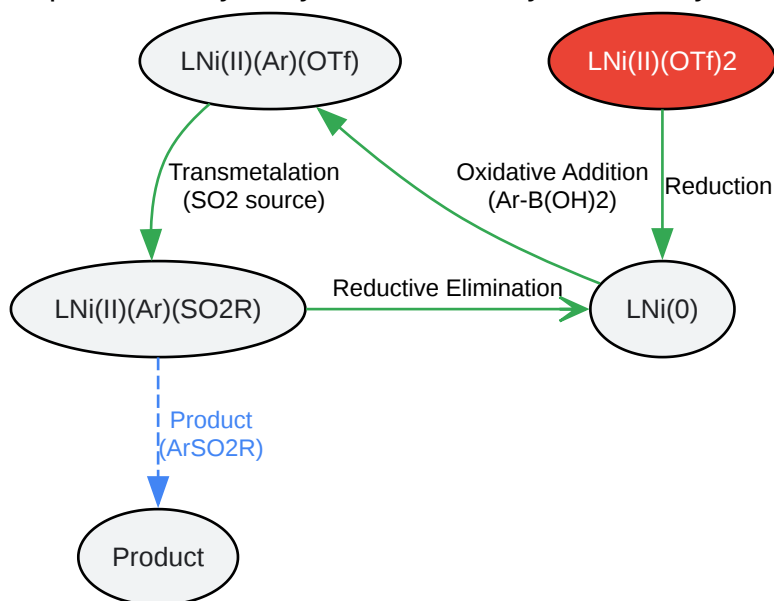 LNi(II)(Ar)(OTf)
LNi(II)(OTf)2
Transmetalation
(SO2 source)
Oxidative Addition
(Ar-B(OH)2)
Reduction
LNi(II)(Ar)(SO2R)
Reductive Elimination
LNi(0)
Product
(ArSO2R)
Product